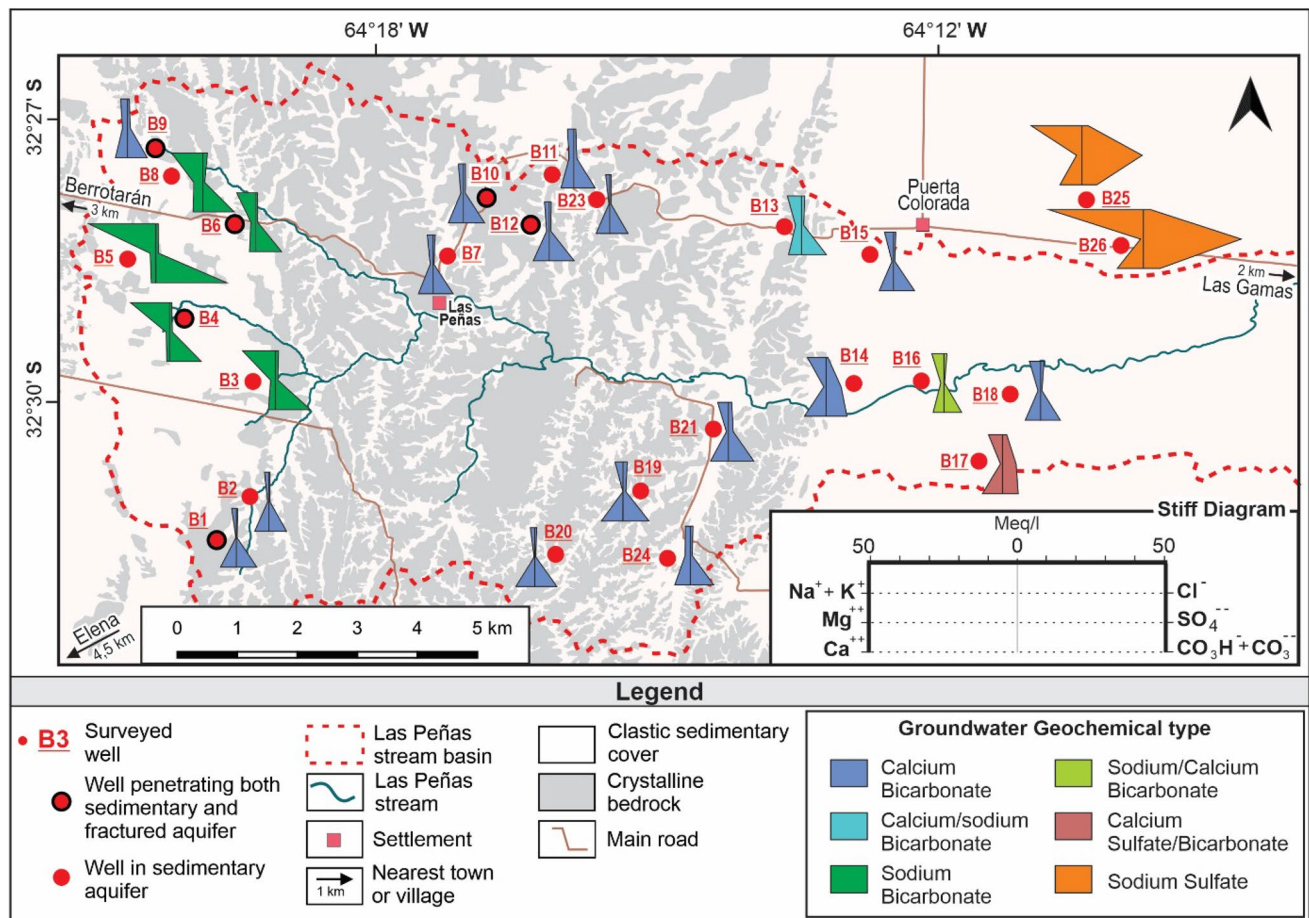 64°18' W
64°12' W
32°27' S
32°30' S
B9
B8
Berrotarán
3 km
B6
B5
B4
B3
B2
B1
B10
B11
B12
B23
B7
Las
Peñas
B13
B15
Puerta
Colorada
B25
B26
2 km
Las Gamas
B14
B16
B18
B17
B21
B19
B20
B24
Elena
4,5 km
0 1 2 3 4 5 km
Stiff Diagram
Meq/l
50 0 50
Na⁺ + K⁺ Cl⁻
Mg⁺⁺ SO₄⁻⁻
Ca⁺⁺ CO₃H⁻ + CO₃⁻⁻
Legend
B3 Surveyed
well
Well penetrating both
sedimentary and
fractured aquifer
Well in sedimentary
aquifer
Las Peñas
stream basin
Las Peñas
stream
Settlement
1 km
Nearest town
or village
Clastic sedimentary
cover
Crystalline
bedrock
Main road
Groundwater Geochemical type
Calcium
Bicarbonate
Calcium/sodium
Bicarbonate
Sodium
Bicarbonate
Sodium/Calcium
Bicarbonate
Calcium
Sulfate/Bicarbonate
Sodium Sulfate